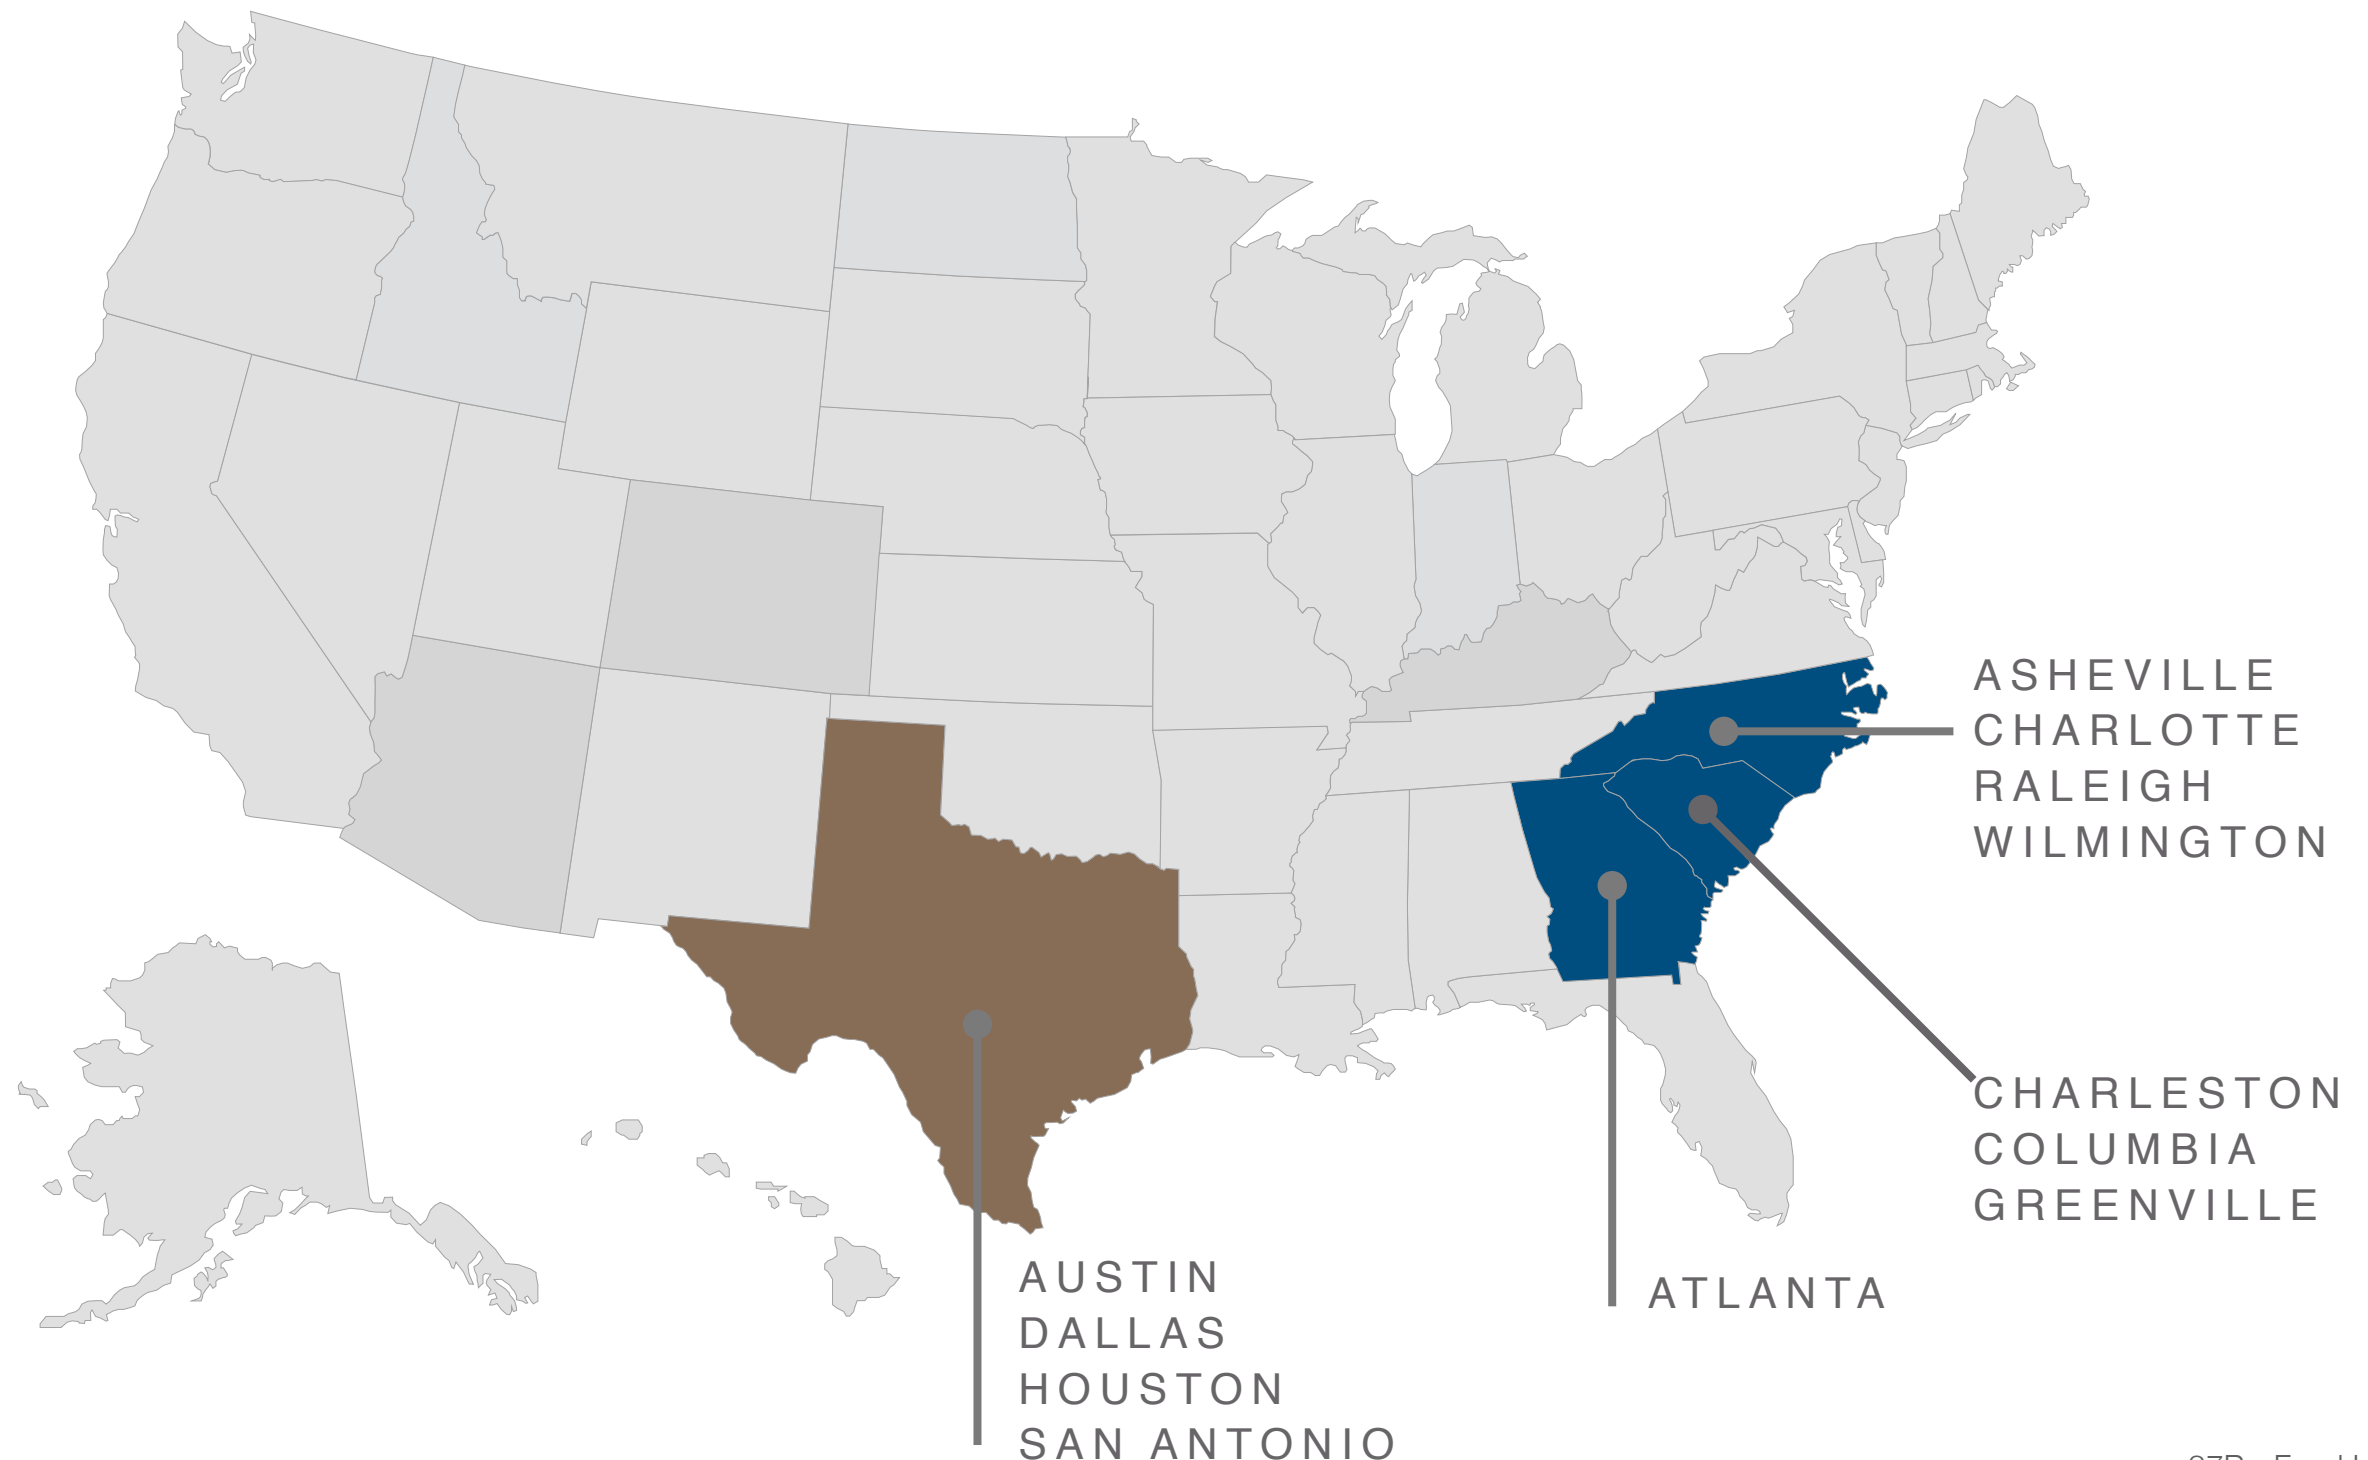 ASHEVILLE
CHARLOTTE
RALEIGH
WILMINGTON
CHARLESTON
COLUMBIA
GREENVILLE
ATLANTA
AUSTIN
DALLAS
HOUSTON
SAN ANTONIO